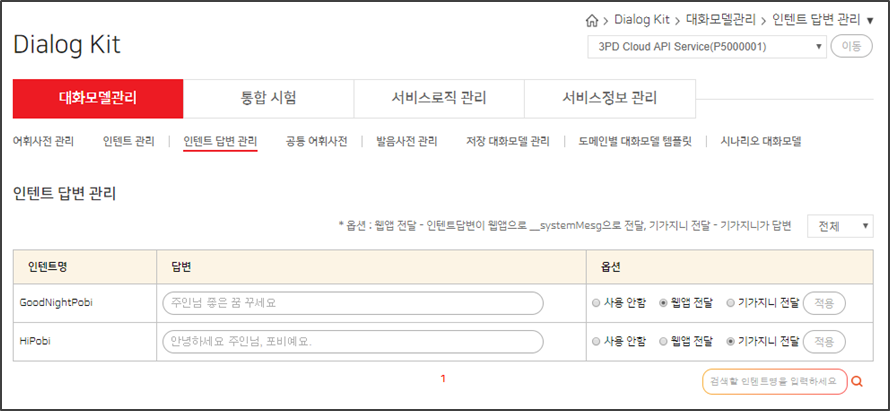 Dialog Kit > 대화모델관리 > 인텐트 답변 관리 ▼
Dialog Kit
3PD Cloud API Service(P5000001) ▼ 이동
대화모델관리 통합 시험 서비스로직 관리 서비스정보 관리
어휘사전 관리 인텐트 관리 인텐트 답변 관리 공통 어휘사전 발음사전 관리 저장 대화모델 관리 도메인별 대화모델 템플릿 시나리오 대화모델
인텐트 답변 관리
* 옵션 : 웹앱 전달 - 인텐트답변이 웹앱으로 __systemMesg으로 전달, 기가지니 전달 - 기가지니가 답변 전체 ▼
인텐트명 답변 옵션
GoodNightPobi 주인님 좋은 꿈 꾸세요 사용 안함 웹앱 전달 기가지니 전달 적용
HiPobi 안녕하세요 주인님, 포비예요. 사용 안함 웹앱 전달 기가지니 전달 적용
1
검색할 인텐트명을 입력하세요